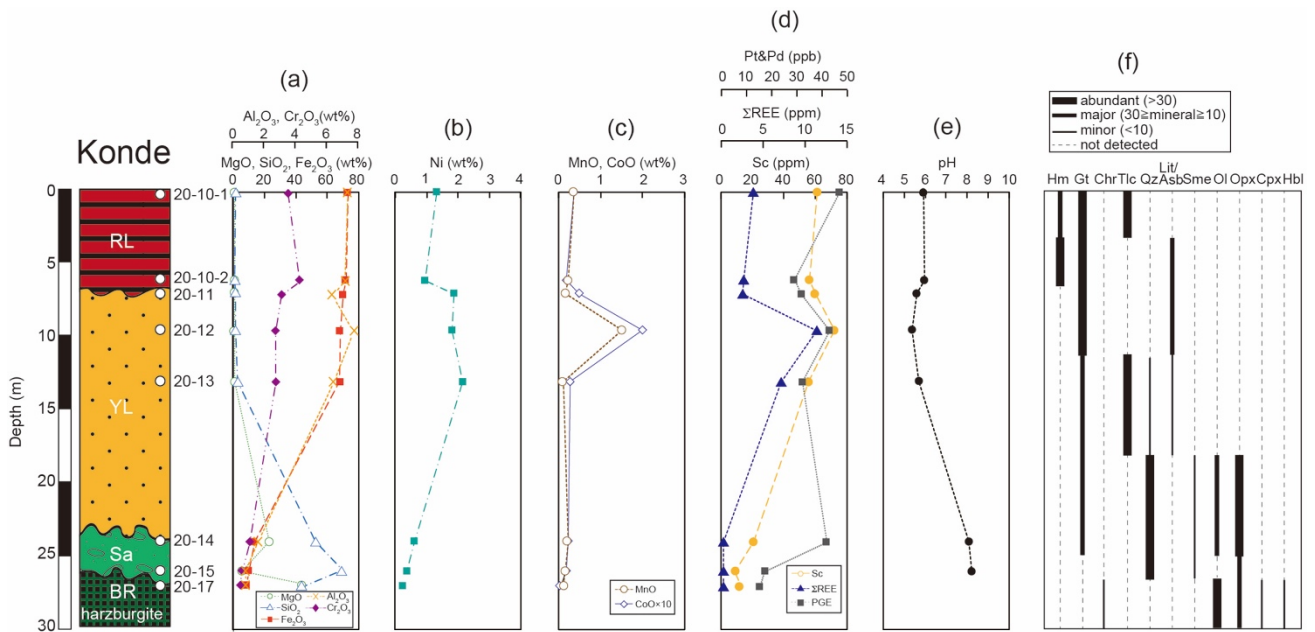 (a)
(b)
(c)
(d)
(e)
(f)
Konde
Al2O3, Cr2O3(wt%)
0 2 4 6 8
MgO, SiO2, Fe2O3 (wt%)
0 20 40 60 80
Ni (wt%)
0 1 2 3 4 5
MnO, CoO (wt%)
0 1 2 3
Pt&Pd (ppb)
0 10 20 30 40 50
ΣREE (ppm)
0 5 10 15
Sc (ppm)
0 20 40 60 80
pH
4 5 6 7 8 9 10
abundant (>30)
major (30≥mineral≥10)
minor (<10)
not detected
Lit/
Hm Gt Chr Tlc Qz Asb Sme Ol Opx Cpx Hbl
Depth (m)
0
5
10
15
20
25
30
RL
YL
Sa
BR
harzburgite
20-10-1
20-10-2
20-11
20-12
20-13
20-14
20-15
20-17
MgO Al2O3
SiO2 Cr2O3
Fe2O3
MnO
CoO×10
Sc
ΣREE
PGE